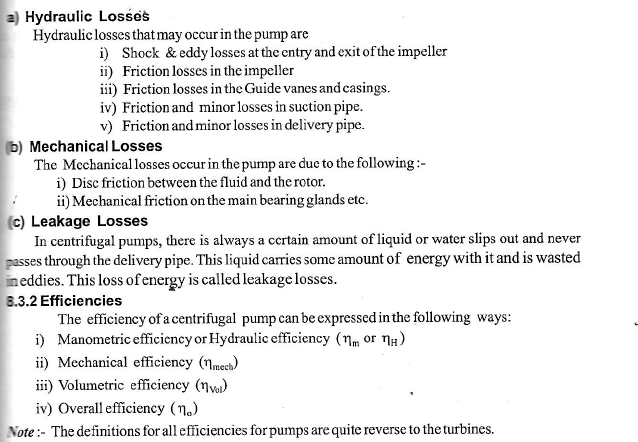 a) Hydraulic Losses
Hydraulic losses that may occur in the pump are
i) Shock & eddy losses at the entry and exit of the impeller
ii) Friction losses in the impeller
iii) Friction losses in the Guide vanes and casings.
iv) Friction and minor losses in suction pipe.
v) Friction and minor losses in delivery pipe.
b) Mechanical Losses
The Mechanical losses occur in the pump are due to the following :-
i) Disc friction between the fluid and the rotor.
ii) Mechanical friction on the main bearing glands etc.
(c) Leakage Losses
In centrifugal pumps, there is always a certain amount of liquid or water slips out and never
passes through the delivery pipe. This liquid carries some amount of energy with it and is wasted
in eddies. This loss of energy is called leakage losses.
8.3.2 Efficiencies
The efficiency of a centrifugal pump can be expressed in the following ways:
i) Manometric efficiency or Hydraulic efficiency (ηm or ηH)
ii) Mechanical efficiency (ηmech)
iii) Volumetric efficiency (ηVol)
iv) Overall efficiency (ηo)
Note :- The definitions for all efficiencies for pumps are quite reverse to the turbines.